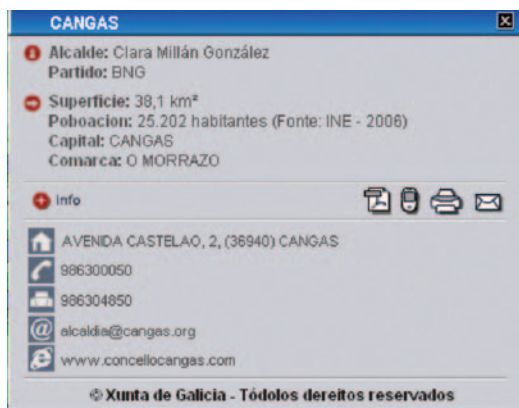 CANGAS
Alcalde: Clara Millán González
Partido: BNG
Superficie: 38,1 km²
Poboacion: 25.202 habitantes (Fonte: INE - 2006)
Capital: CANGAS
Comarca: O MORRAZO
info
AVENIDA CASTELAO, 2, (36940) CANGAS
986300050
986304850
alcaldia@cangas.org
www.concellocangas.com
© Xunta de Galicia - Tódolos dereitos reservados